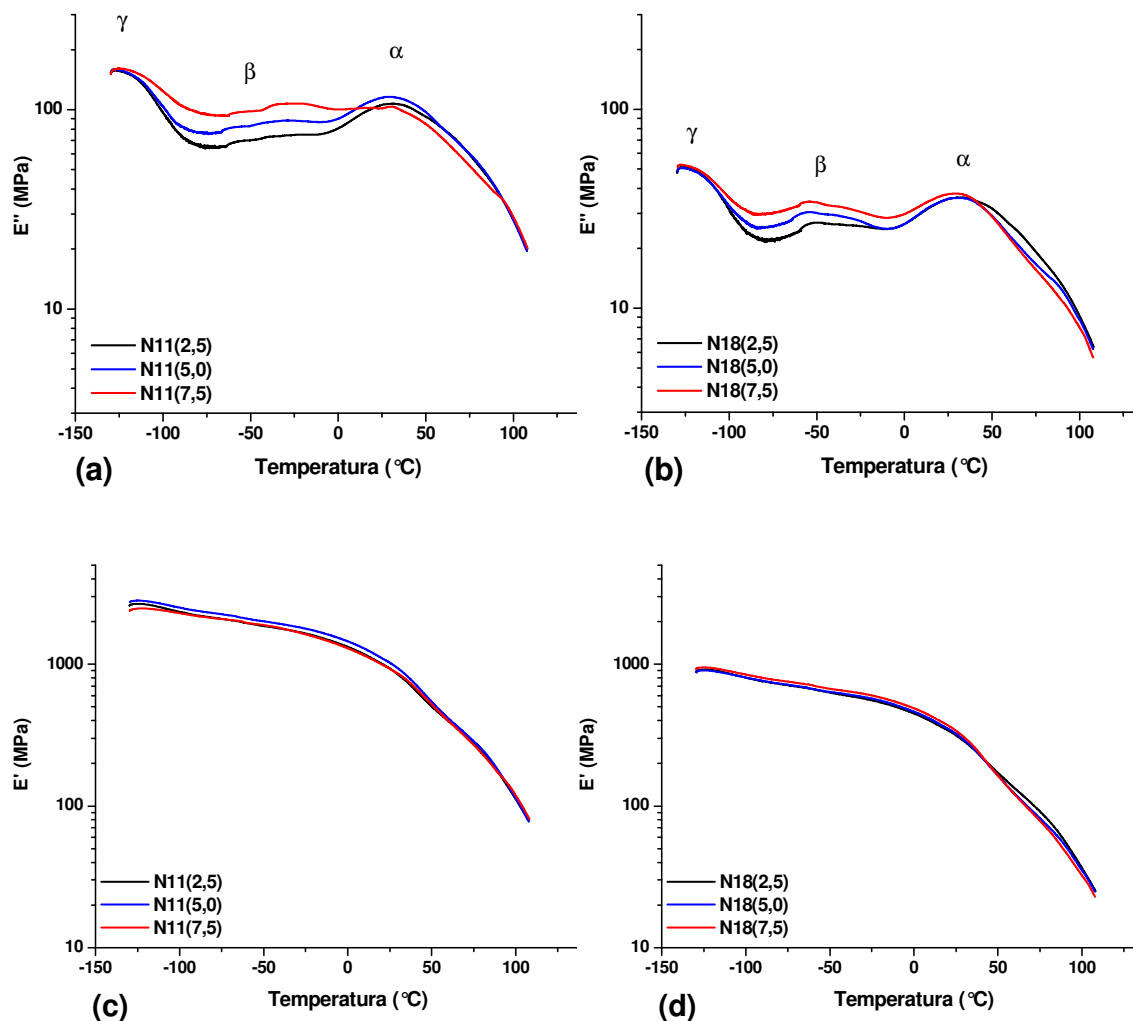 γ
β
α
100
10
E" (MPa)
N11(2,5)
N11(5,0)
N11(7,5)
-150 -100 -50 0 50 100
Temperatura (°C)
(a)
γ
β
α
100
10
E" (MPa)
N18(2,5)
N18(5,0)
N18(7,5)
-150 -100 -50 0 50 100
Temperatura (°C)
(b)
1000
100
10
E' (MPa)
N11(2,5)
N11(5,0)
N11(7,5)
-150 -100 -50 0 50 100
Temperatura (°C)
(c)
1000
100
10
E' (MPa)
N18(2,5)
N18(5,0)
N18(7,5)
-150 -100 -50 0 50 100
Temperatura (°C)
(d)